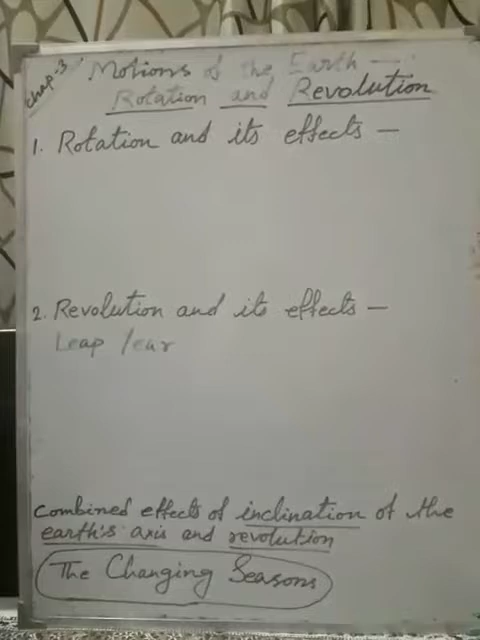 Chap:3 Motions of the Earth —
Rotation and Revolution
1. Rotation and its effects —
2. Revolution and its effects —
Leap Year
Combined effects of inclination of the
earth's axis and revolution
The Changing Seasons